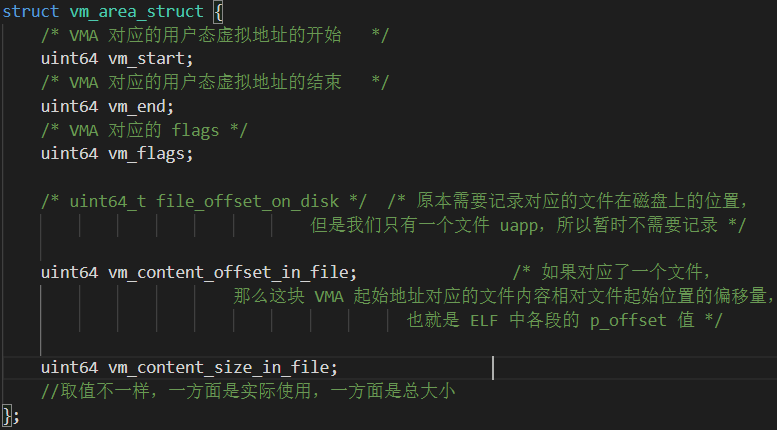 struct vm_area_struct {
/* VMA 对应的用户态虚拟地址的开始   */
uint64 vm_start;
/* VMA 对应的用户态虚拟地址的结束   */
uint64 vm_end;
/* VMA 对应的 flags */
uint64 vm_flags;
/* uint64_t file_offset_on_disk */  /* 原本需要记录对应的文件在磁盘上的位置，
但是我们只有一个文件 uapp，所以暂时不需要记录 */
uint64 vm_content_offset_in_file;                /* 如果对应了一个文件，
那么这块 VMA 起始地址对应的文件内容相对文件起始位置的偏移量，
也就是 ELF 中各段的 p_offset 值 */
uint64 vm_content_size_in_file;
//取值不一样，一方面是实际使用，一方面是总大小
};